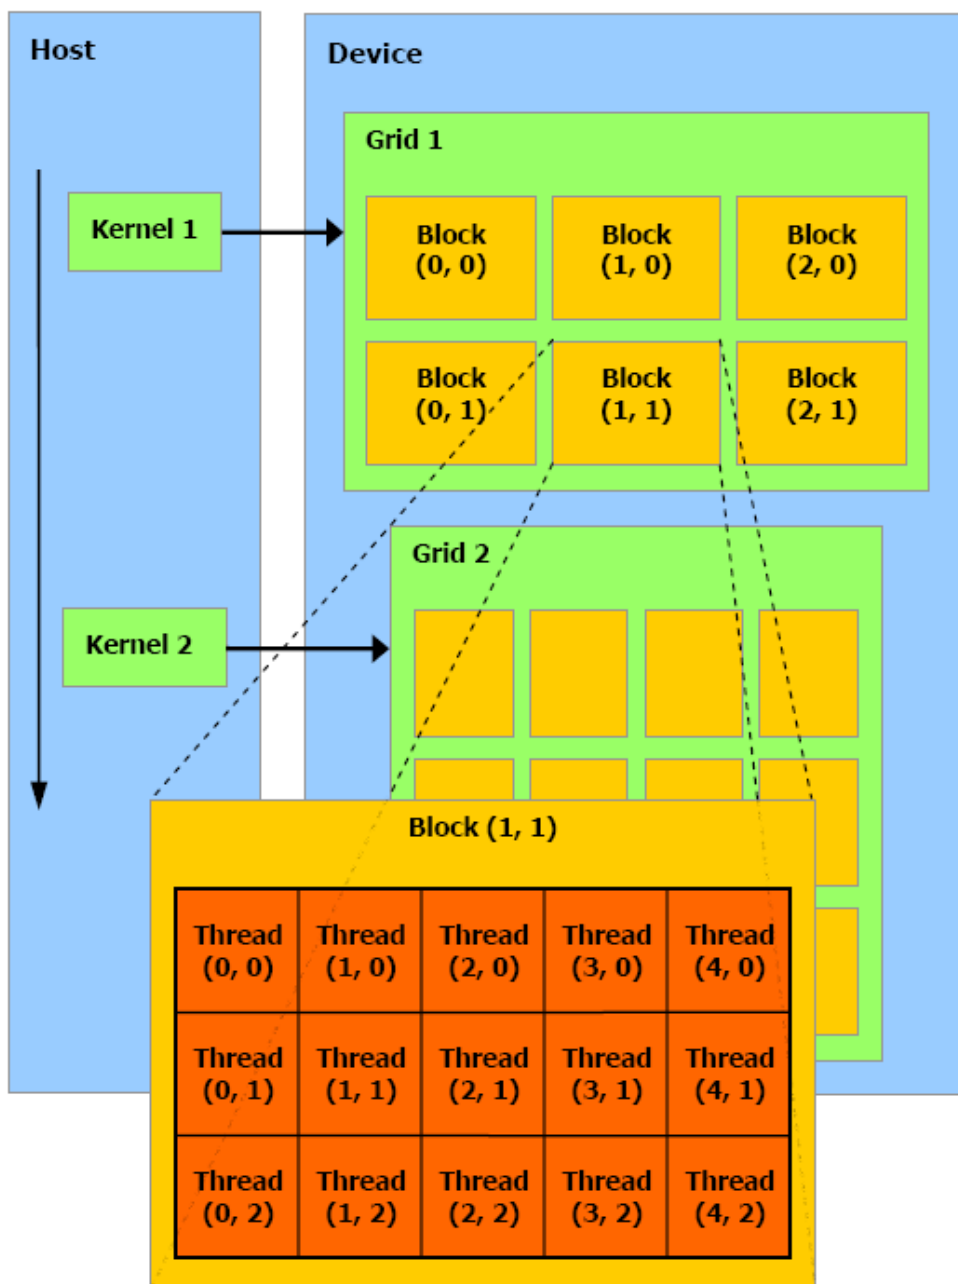 Host
Device
Grid 1
Kernel 1
Block
(0, 0)
Block
(1, 0)
Block
(2, 0)
Block
(0, 1)
Block
(1, 1)
Block
(2, 1)
Grid 2
Kernel 2
Block (1, 1)
Thread
(0, 0)
Thread
(1, 0)
Thread
(2, 0)
Thread
(3, 0)
Thread
(4, 0)
Thread
(0, 1)
Thread
(1, 1)
Thread
(2, 1)
Thread
(3, 1)
Thread
(4, 1)
Thread
(0, 2)
Thread
(1, 2)
Thread
(2, 2)
Thread
(3, 2)
Thread
(4, 2)